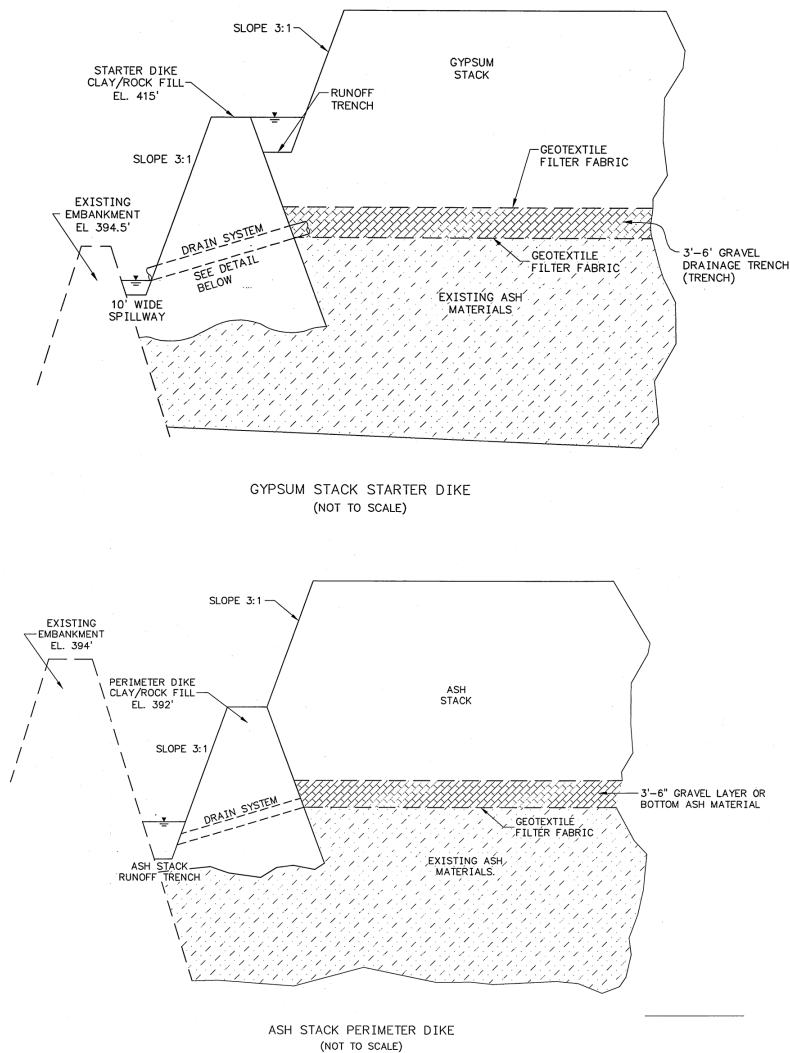 SLOPE 3:1
GYPSUM
STACK
STARTER DIKE
CLAY/ROCK FILL
EL. 415'
RUNOFF
TRENCH
SLOPE 3:1
GEOTEXTILE
FILTER FABRIC
EXISTING
EMBANKMENT
EL 394.5'
DRAIN SYSTEM
SEE DETAIL
BELOW
GEOTEXTILE
FILTER FABRIC
3'-6' GRAVEL
DRAINAGE TRENCH
(TRENCH)
10' WIDE
SPILLWAY
EXISTING ASH
MATERIALS
GYPSUM STACK STARTER DIKE
(NOT TO SCALE)
SLOPE 3:1
EXISTING
EMBANKMENT
EL. 394'
PERIMETER DIKE
CLAY/ROCK FILL
EL. 392'
ASH
STACK
SLOPE 3:1
DRAIN SYSTEM
3'-6" GRAVEL LAYER OR
BOTTOM ASH MATERIAL
GEOTEXTILE
FILTER FABRIC
ASH STACK
RUNOFF TRENCH
EXISTING ASH
MATERIALS.
ASH STACK PERIMETER DIKE
(NOT TO SCALE)